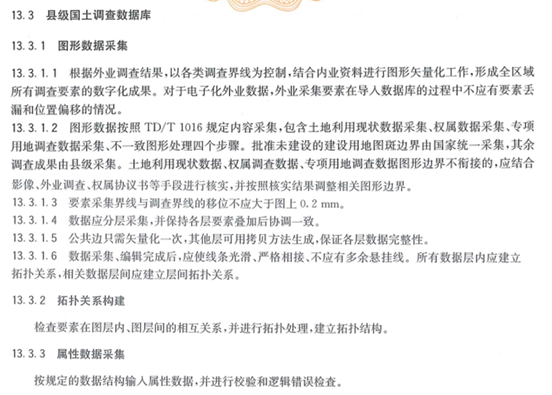 13.3 县级国土调查数据库
13.3.1 图形数据采集
13.3.1.1 根据外业调查结果,以各类调查界线为控制,结合内业资料进行图形矢量化工作,形成全区域
所有调查要素的数字化成果。对于电子化外业数据,外业采集要素在导入数据库的过程中不应有要素丢
漏和位置偏移的情况。
13.3.1.2 图形数据按照 TD/T 1016 规定内容采集,包含土地利用现状数据采集、权属数据采集、专项
用地调查数据采集、不一致图形处理四个步骤。批准未建设的建设用地图斑边界由国家统一采集,其余
调查成果由县级采集。土地利用现状数据、权属调查数据、专项用地调查数据图形边界不衔接的,应结合
影像、外业调查、权属协议书等手段进行核实,并按照核实结果调整相关图形边界。
13.3.1.3 要素采集界线与调查界线的移位不应大于图上 0.2 mm。
13.3.1.4 数据应分层采集,并保持各层要素叠加后协调一致。
13.3.1.5 公共边只需矢量化一次,其他层可用拷贝方法生成,保证各层数据完整性。
13.3.1.6 数据采集、编辑完成后,应使线条光滑、严格相接、不应有多余悬挂线。所有数据层内应建立
拓扑关系,相关数据层间应建立层间拓扑关系。
13.3.2 拓扑关系构建
检查要素在图层内、图层间的相互关系,并进行拓扑处理,建立拓扑结构。
13.3.3 属性数据采集
按规定的数据结构输入属性数据,并进行校验和逻辑错误检查。